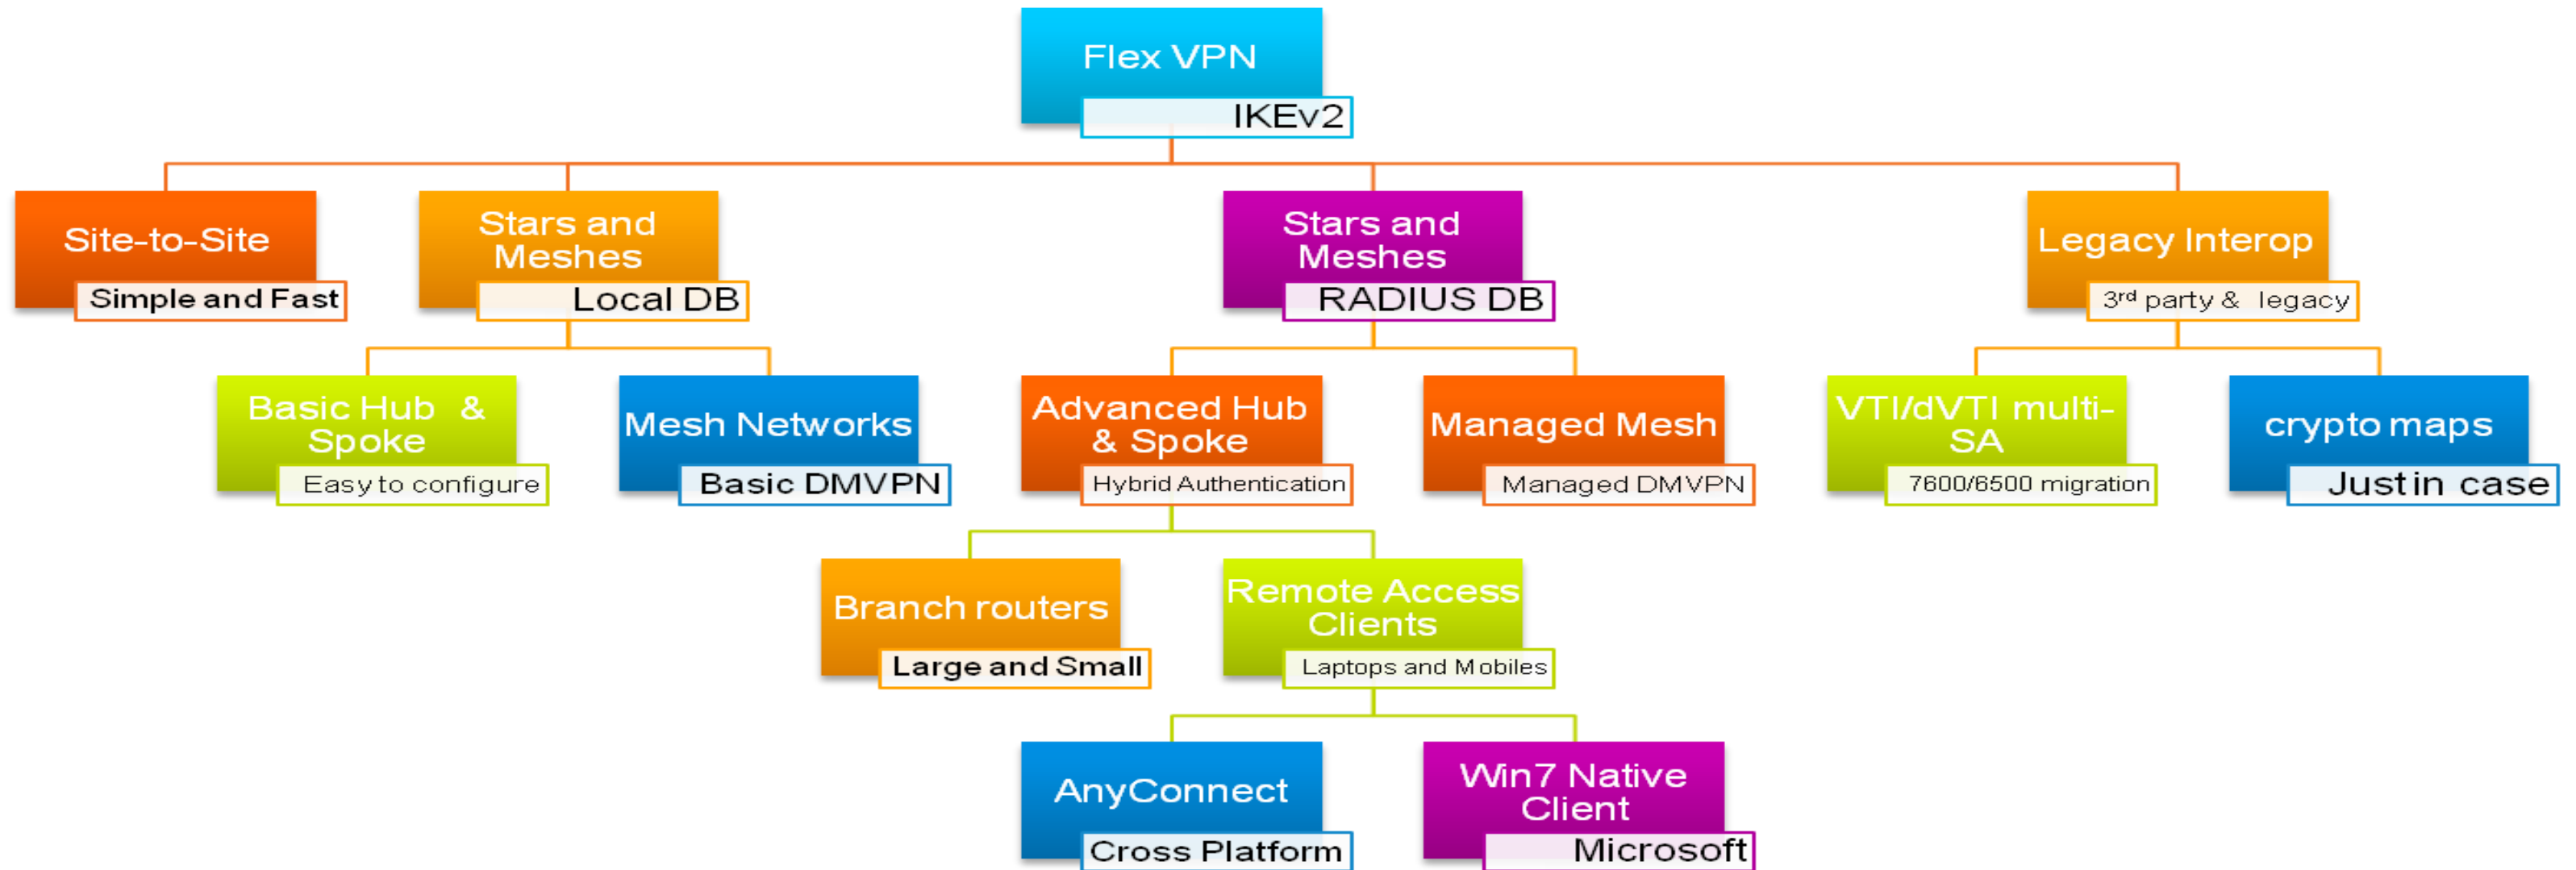 Flex VPN
IKEv2
Site-to-Site
Simple and Fast
Stars and
Meshes
Local DB
Stars and
Meshes
RADIUS DB
Legacy Interop
3rd party & legacy
Basic Hub &
Spoke
Easy to configure
Mesh Networks
Basic DMVPN
Advanced Hub
& Spoke
Hybrid Authentication
Managed Mesh
Managed DMVPN
VTI/dVTI multi-
SA
7600/6500 migration
crypto maps
Just in case
Branch routers
Large and Small
Remote Access
Clients
Laptops and Mobiles
AnyConnect
Cross Platform
Win7 Native
Client
Microsoft